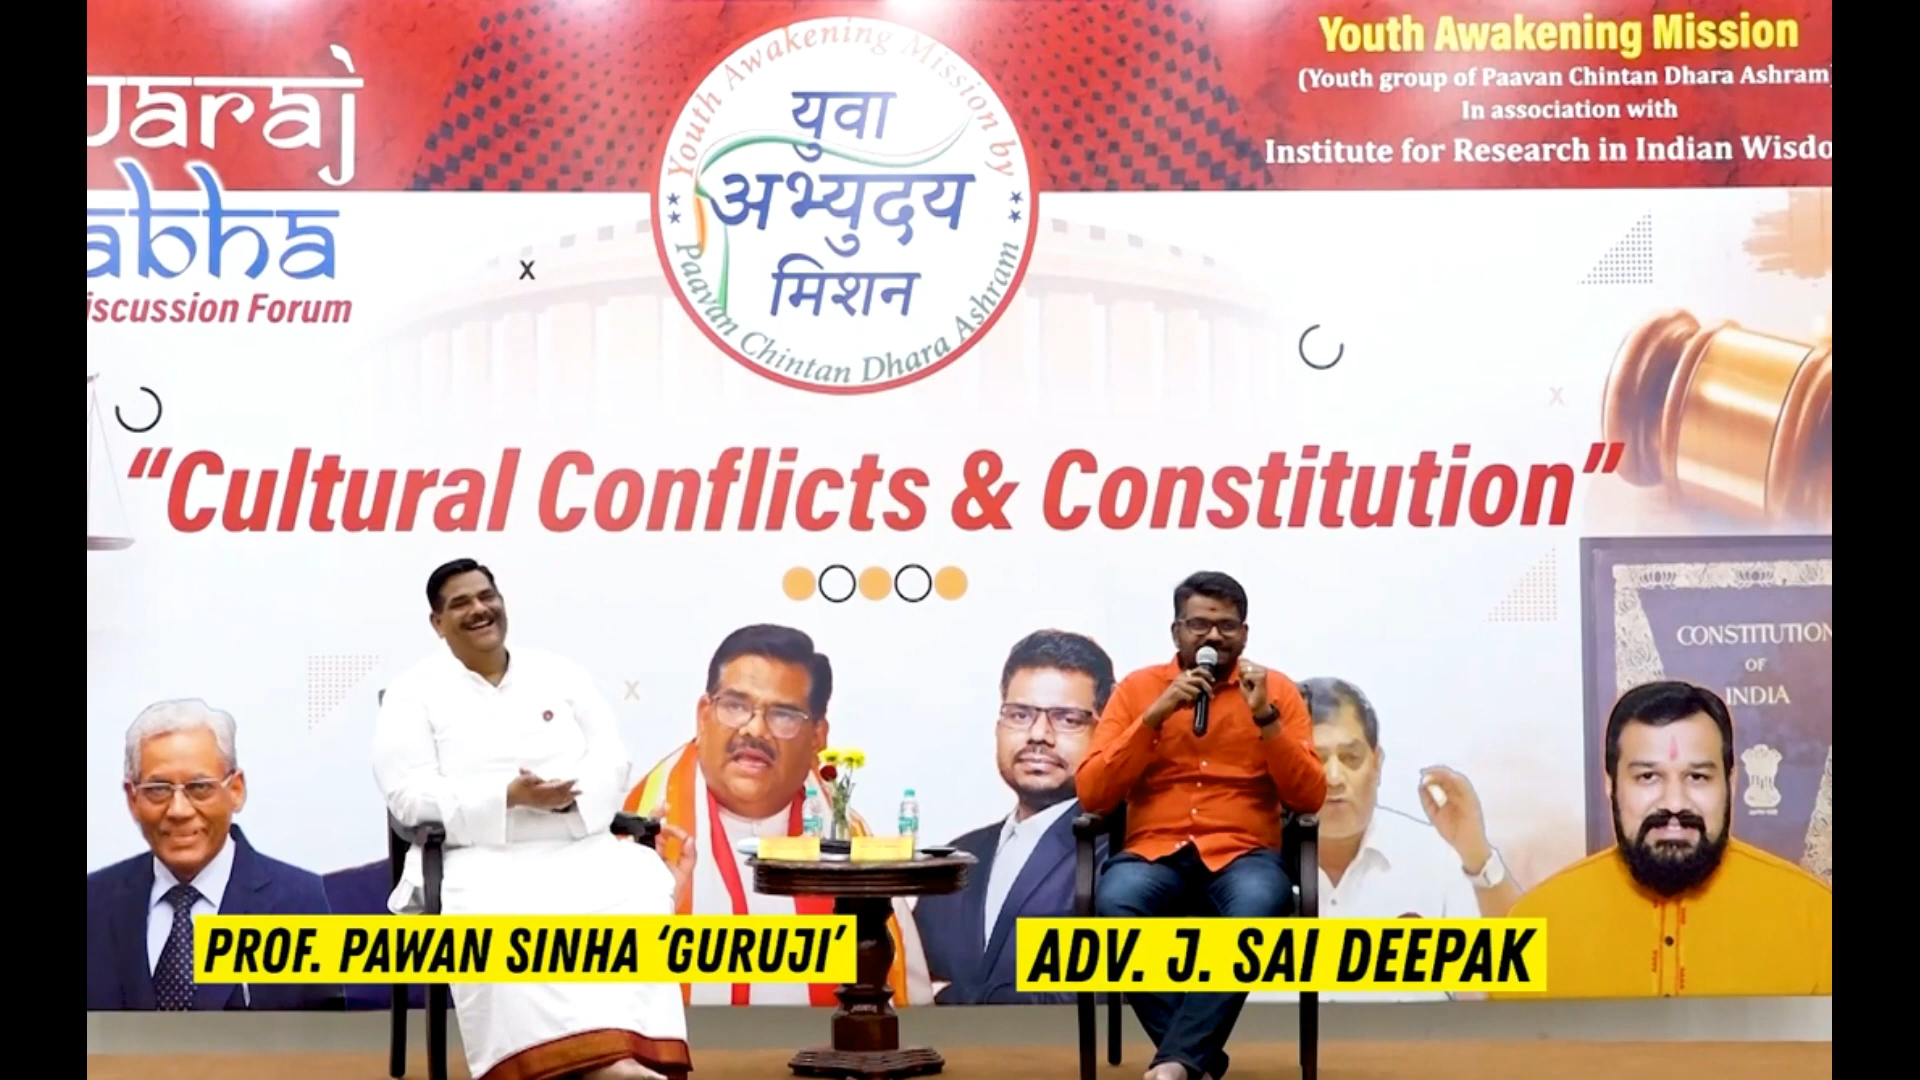 uaraj
abha
iscussion Forum
Youth Awakening Mission by
युवा
अभ्युदय
मिशन
Paavan Chintan Dhara Ashram
Youth Awakening Mission
(Youth group of Paavan Chintan Dhara Ashram)
In association with
Institute for Research in Indian Wisdo
“Cultural Conflicts & Constitution”
CONSTITUTION
OF
INDIA
PROF. PAWAN SINHA ‘GURUJI’
ADV. J. SAI DEEPAK